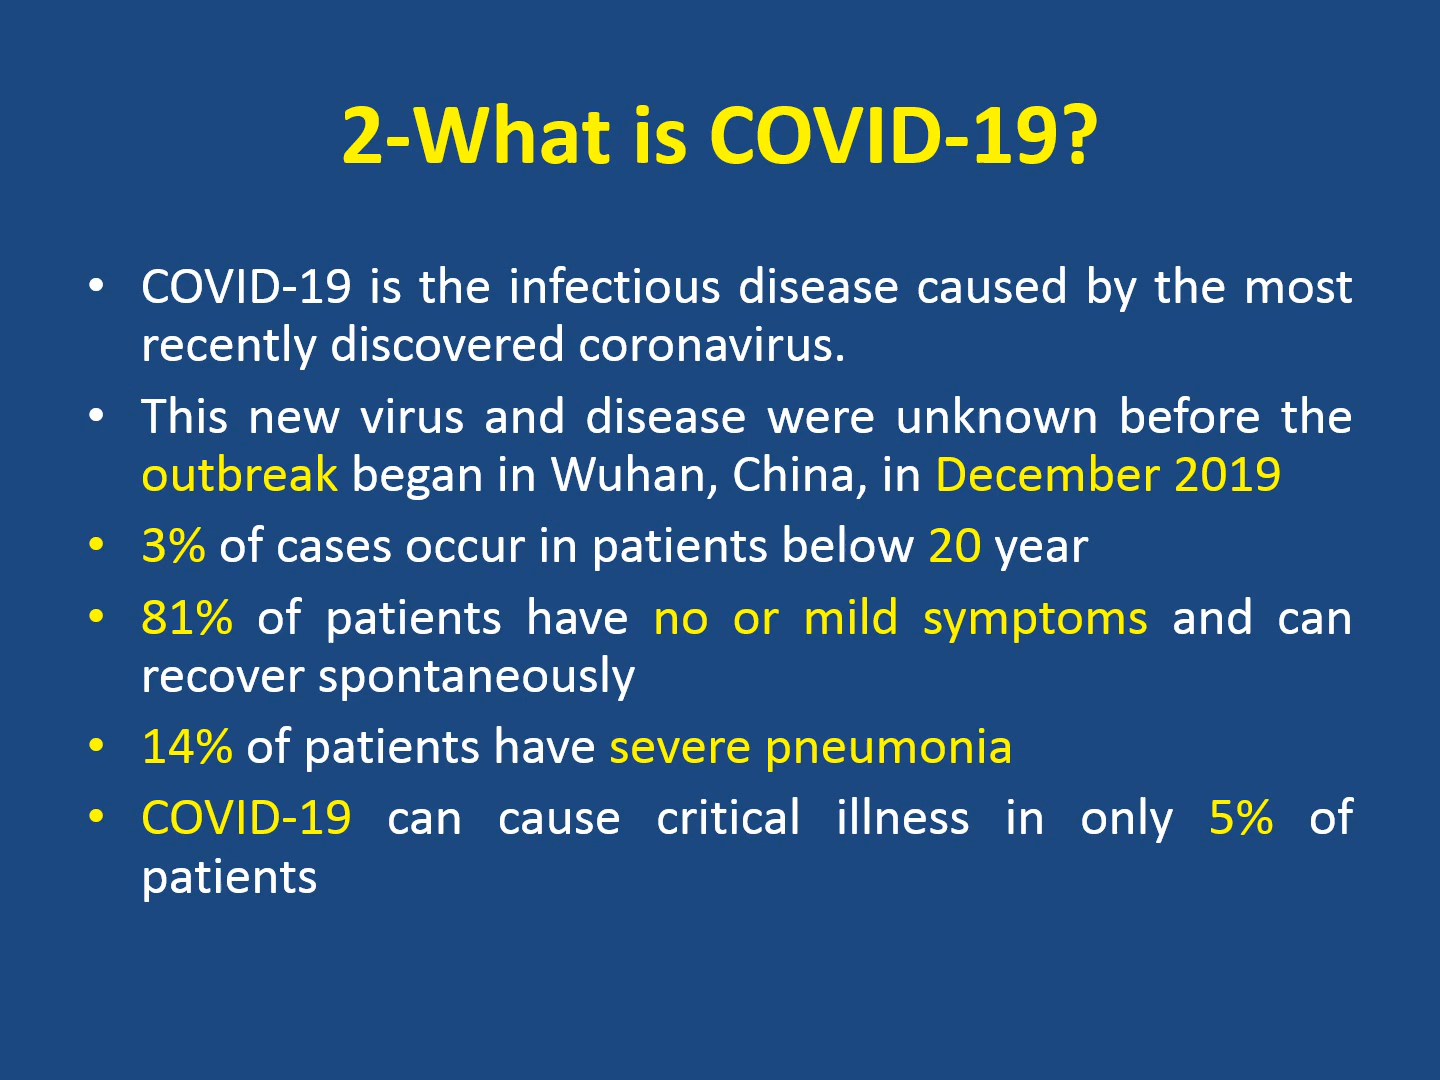 2-What is COVID-19?
• COVID-19 is the infectious disease caused by the most
recently discovered coronavirus.
• This new virus and disease were unknown before the
outbreak began in Wuhan, China, in December 2019
• 3% of cases occur in patients below 20 year
• 81% of patients have no or mild symptoms and can
recover spontaneously
• 14% of patients have severe pneumonia
• COVID-19 can cause critical illness in only 5% of
patients